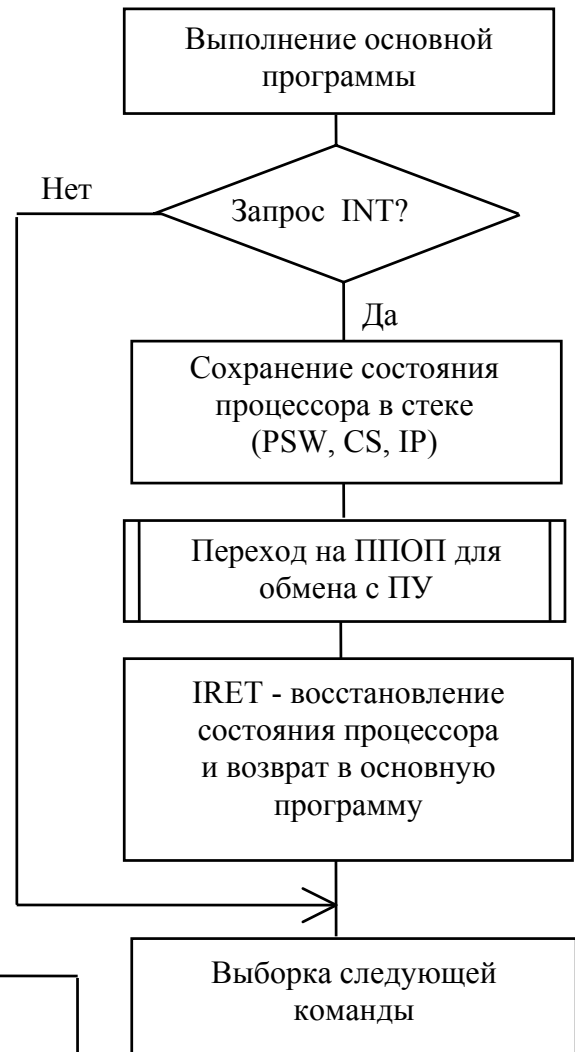 Выполнение основной
программы
Нет
Запрос INT?
Да
Сохранение состояния
процессора в стеке
(PSW, CS, IP)
Переход на ППОП для
обмена с ПУ
IRET - восстановление
состояния процессора
и возврат в основную
программу
Выборка следующей
команды